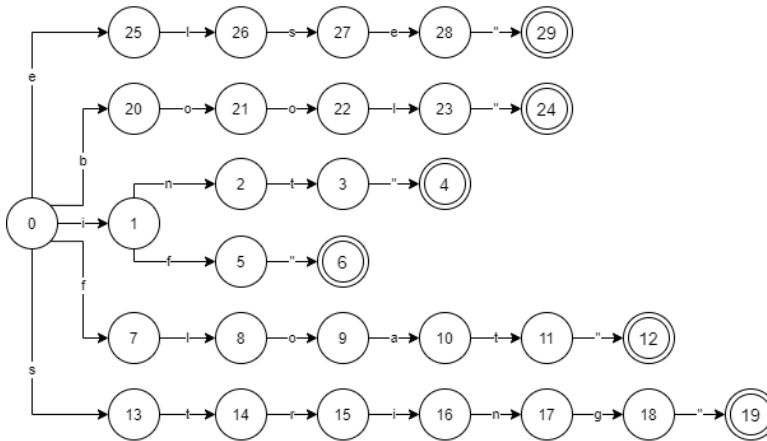 25 l 26 s 27 e 28 " 29
e
20 o 21 o 22 l 23 " 24
b
n 2 t 3 " 4
0 i 1
f 5 " 6
f
7 l 8 o 9 a 10 t 11 " 12
s
13 t 14 r 15 i 16 n 17 g 18 " 19